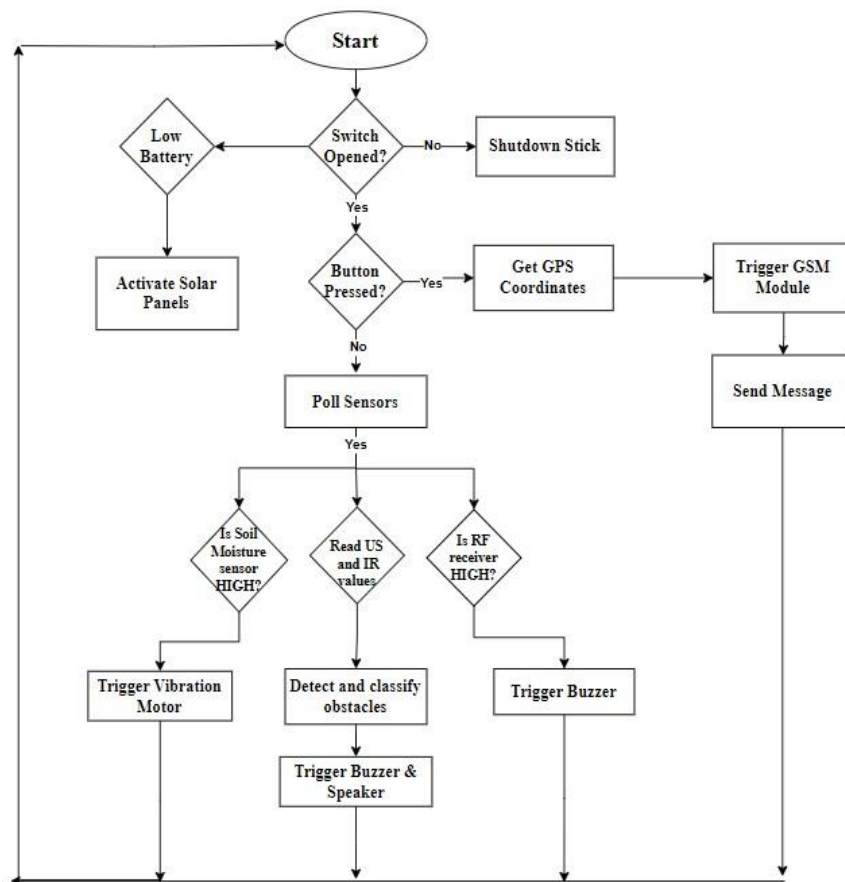 Start
Low
Battery
Switch
Opened?
No
Shutdown Stick
Yes
Activate Solar
Panels
Button
Pressed?
Yes
Get GPS
Coordinates
Trigger GSM
Module
No
Poll Sensors
Send Message
Yes
Is Soil
Moisture
sensor
HIGH?
Read US
and IR
values
Is RF
receiver
HIGH?
Trigger Vibration
Motor
Detect and classify
obstacles
Trigger Buzzer
Trigger Buzzer &
Speaker